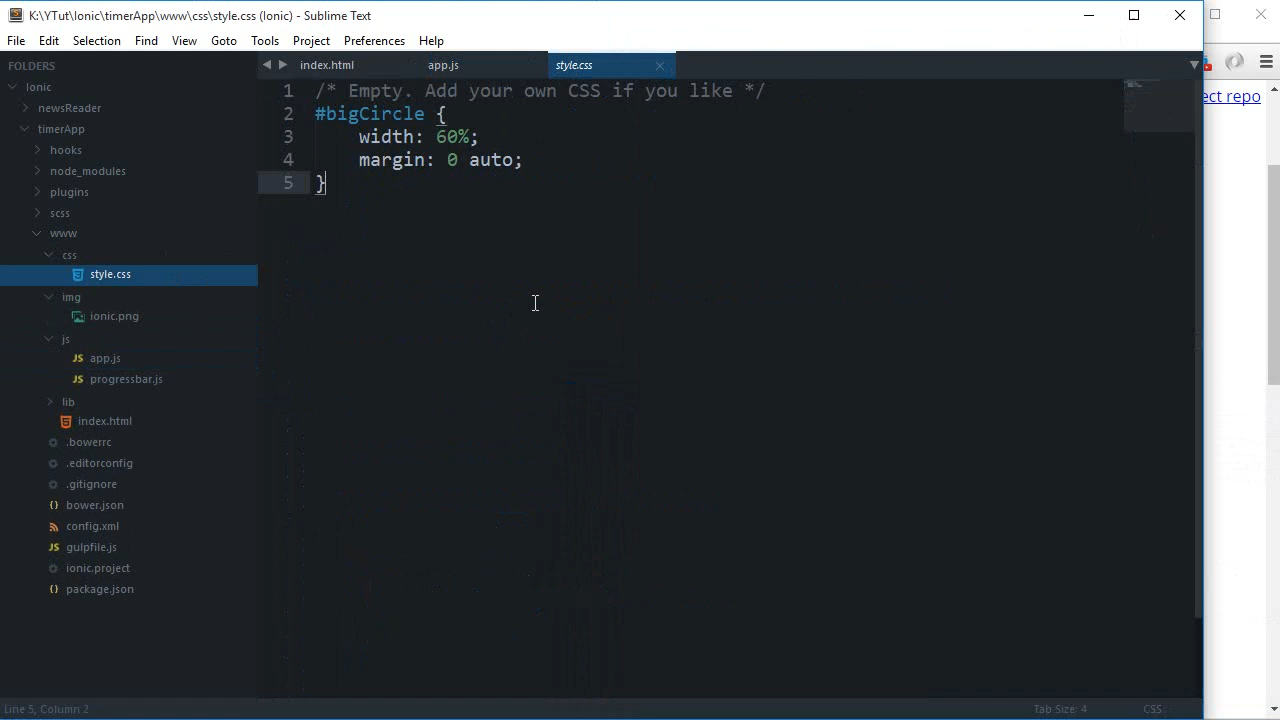 K:\YTut\Ionic\timerApp\www\css\style.css (Ionic) - Sublime Text
File Edit Selection Find View Goto Tools Project Preferences Help
FOLDERS
Ionic
newsReader
timerApp
hooks
node_modules
plugins
scss
www
css
style.css
img
ionic.png
js
app.js
progressbar.js
lib
index.html
.bowerrc
.editorconfig
.gitignore
bower.json
config.xml
gulpfile.js
ionic.project
package.json
index.html app.js style.css
1 /* Empty. Add your own CSS if you like */
2 #bigCircle {
3 width: 60%;
4 margin: 0 auto;
5 }
ect repo
Line 5, Column 2 Tab Size: 4 CSS